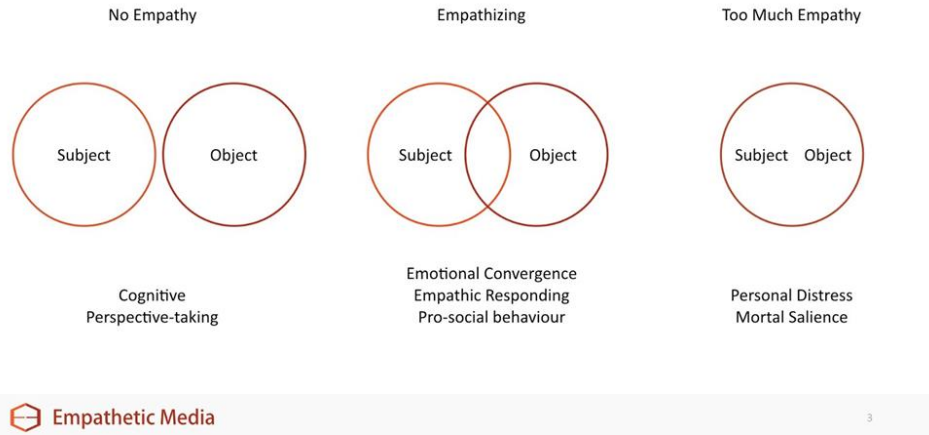 No Empathy
Empathizing
Too Much Empathy
Subject
Object
Subject
Object
Subject Object
Cognitive
Perspective-taking
Emotional Convergence
Empathic Responding
Pro-social behaviour
Personal Distress
Mortal Salience
Empathetic Media
3